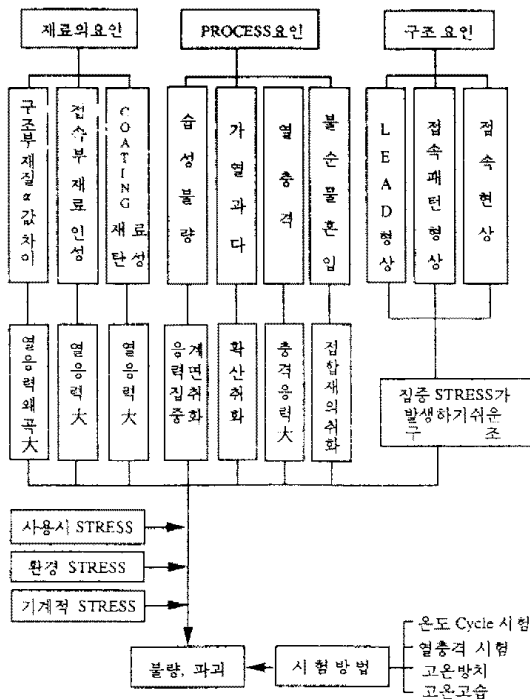 재료의요인
PROCESS요인
구조 요인
구조부재질α값차이
접속부재료인성
COATING재료탄성
습성불량
가열과다
열충격
불순물혼입
LEAD형상
접속패턴형상
접속현상
열응력왜곡大
열응력大
열응력大
응력집중
계면취화
확산취화
충격응력大
접합재의취화
집중 STRESS가
발생하기쉬운
구 조
사용시 STRESS
환경 STRESS
기계적 STRESS
불량, 파괴
시험방법
온도 Cycle 시험
열충격 시험
고온방치
고온고습